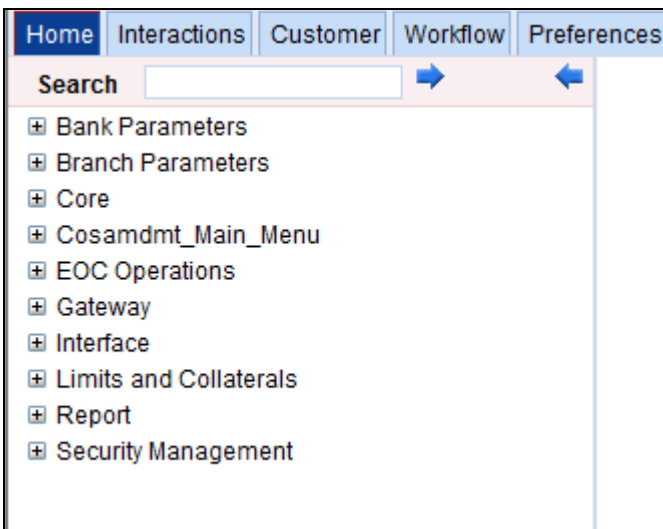 Home Interactions Customer Workflow Preferences
Search
Bank Parameters
Branch Parameters
Core
Cosamdmt_Main_Menu
EOC Operations
Gateway
Interface
Limits and Collaterals
Report
Security Management